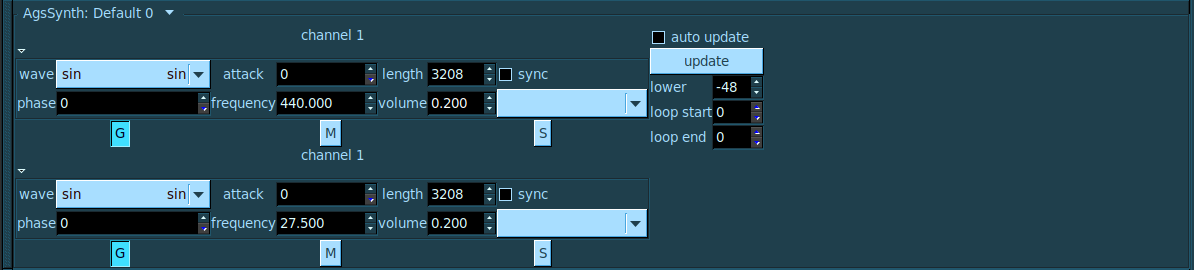 AgsSynth: Default 0
channel 1
auto update
update
wave sin sin attack 0 length 3208 sync
lower -48
phase 0 frequency 440.000 volume 0.200
loop start 0
G M S
loop end 0
channel 1
wave sin sin attack 0 length 3208 sync
phase 0 frequency 27.500 volume 0.200
G M S